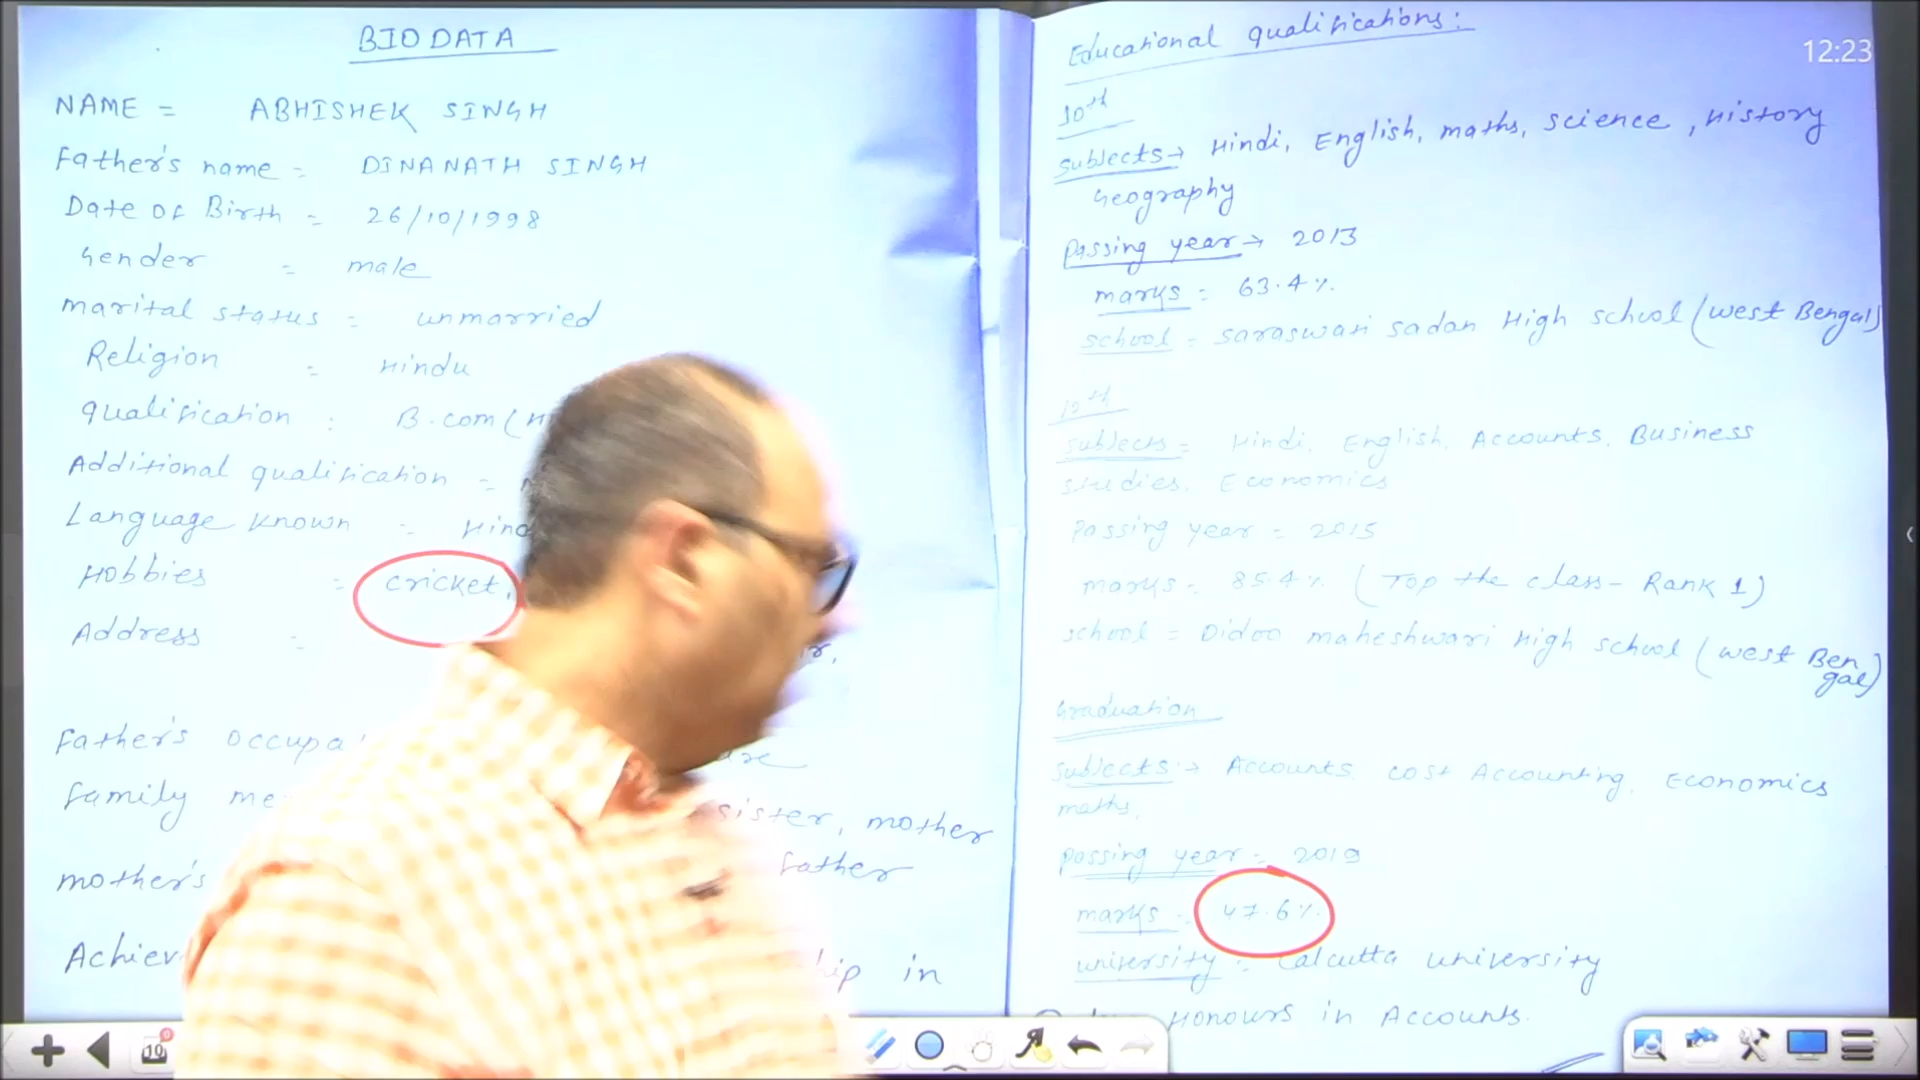 BIO DATA
NAME = ABHISHEK SINGH
Father's name = DINANATH SINGH
Date of Birth = 26/10/1998
Gender = male
marital status = unmarried
Religion = Hindu
qualification : B.com (H
Additional qualification =
Language known = Hind
Hobbies = cricket,
Address =
Father's occupa
family me sister, mother
father
mother's
Achiev hip in
Educational qualifications:
10th
subjects → Hindi, English, maths, science, History
Geography
passing year → 2013
marks = 63.4%
school = Saraswati Sadan High school (West Bengal)
12th
subjects = Hindi, English, Accounts, Business
studies, Economics
Passing year = 2015
marks = 85.4% (Top the class - Rank 1)
school = Didoo maheshwari High school (West Ben
gal)
Graduation
subjects → Accounts, cost Accounting, Economics
maths,
passing year = 2019
marks = 47.6%
university = Calcutta university
Honours in Accounts.
12:23
10